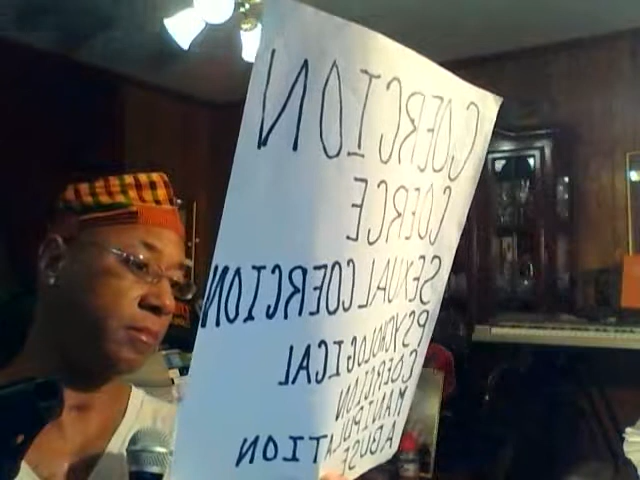 COERCION
COERCE
SEXUAL COERCION
PSYCHOLOGICAL
COERCION
MANIPULATION
ABUSE